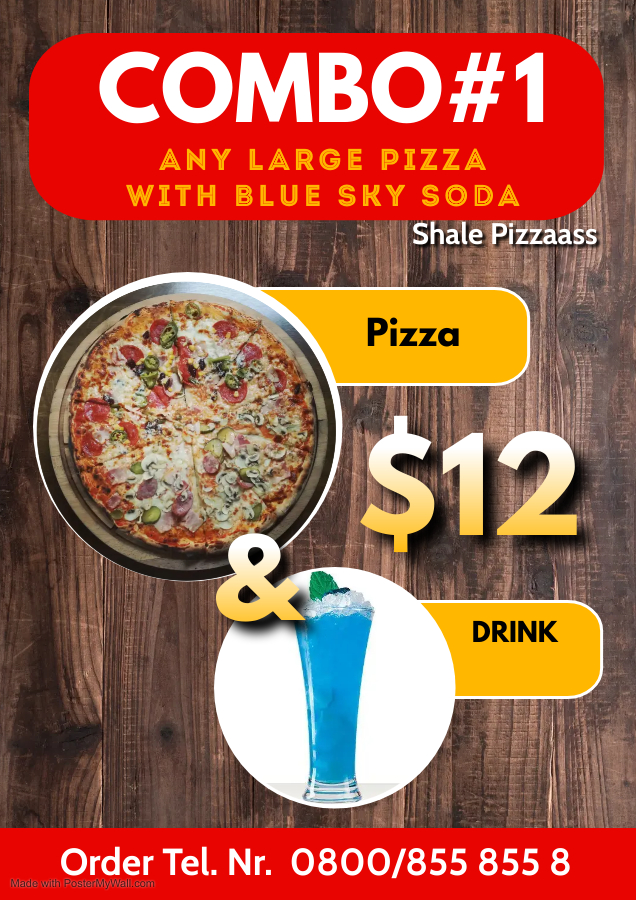 COMBO#1
ANY LARGE PIZZA
WITH BLUE SKY SODA
Shale Pizzaass
Pizza
$12
&
DRINK
Order Tel. Nr. 0800/855 855 8
Made with PosterMyWall.com